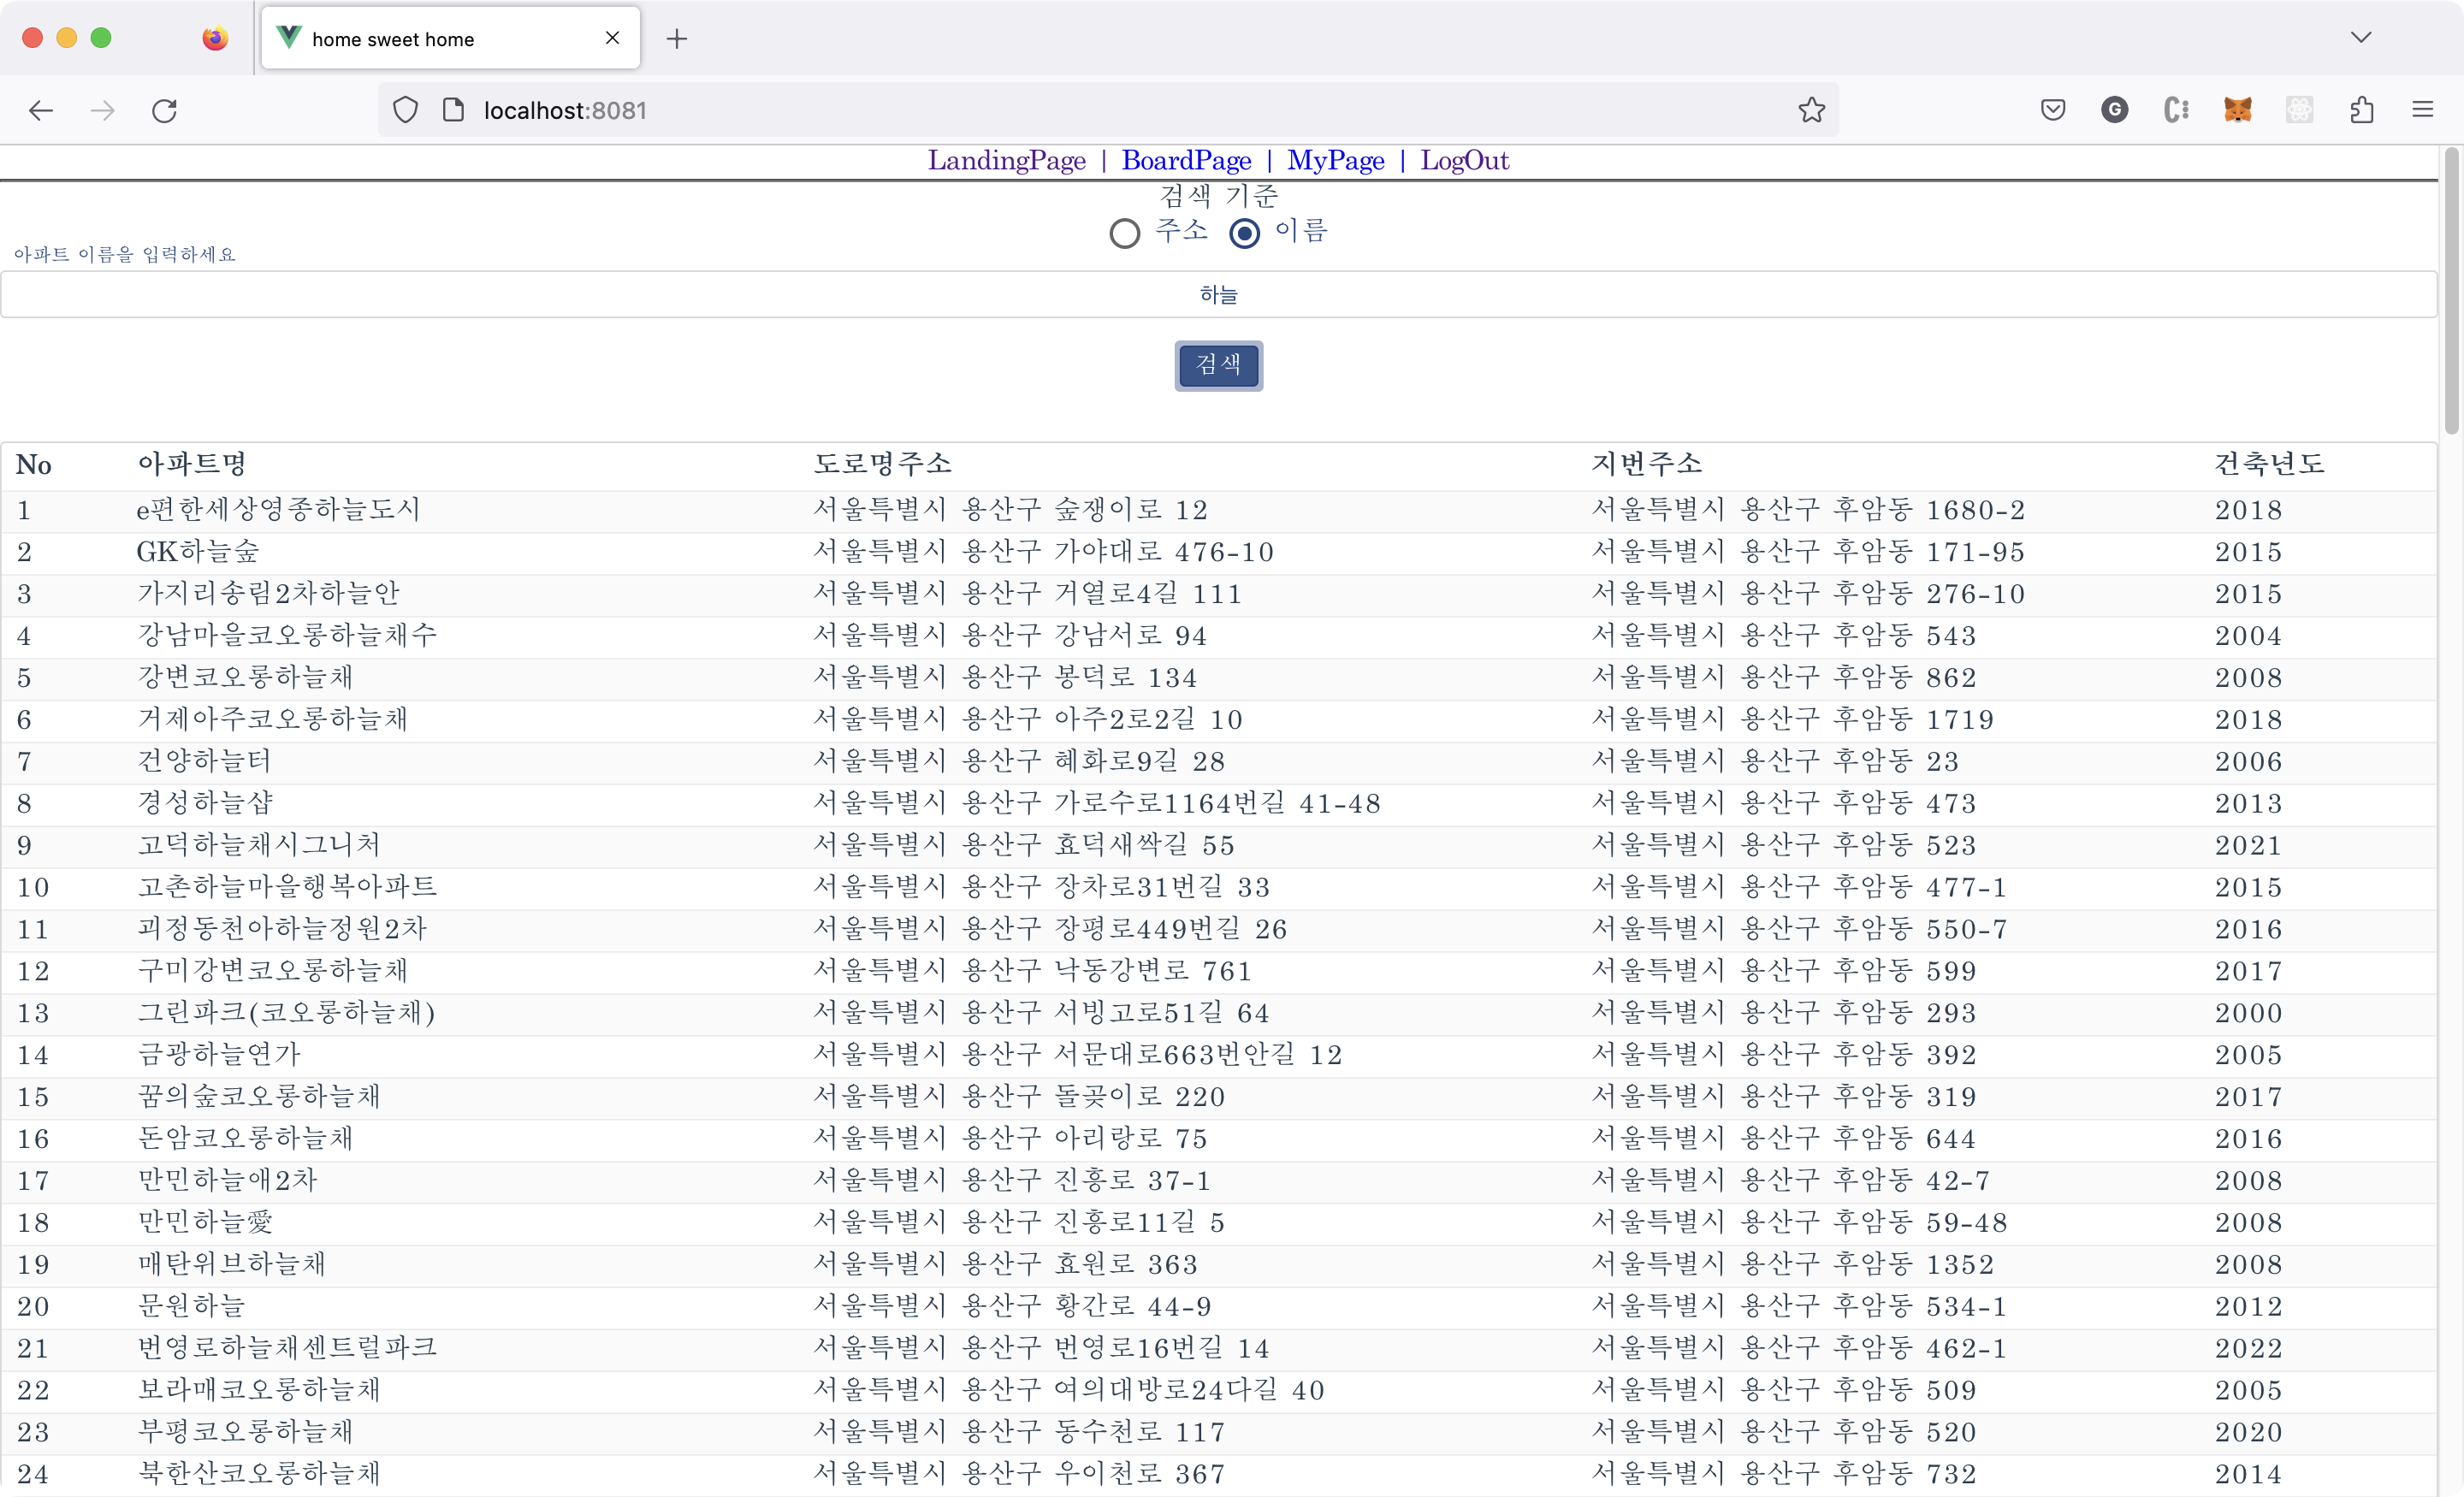 home sweet home
localhost:8081
LandingPage | BoardPage | MyPage | LogOut
검색 기준
주소 이름
아파트 이름을 입력하세요
하늘
검색
No 아파트명 도로명주소 지번주소 건축년도
1 e편한세상영종하늘도시 서울특별시 용산구 숲쟁이로 12 서울특별시 용산구 후암동 1680-2 2018
2 GK하늘숲 서울특별시 용산구 가야대로 476-10 서울특별시 용산구 후암동 171-95 2015
3 가지리송림2차하늘안 서울특별시 용산구 거열로4길 111 서울특별시 용산구 후암동 276-10 2015
4 강남마을코오롱하늘채수 서울특별시 용산구 강남서로 94 서울특별시 용산구 후암동 543 2004
5 강변코오롱하늘채 서울특별시 용산구 봉덕로 134 서울특별시 용산구 후암동 862 2008
6 거제아주코오롱하늘채 서울특별시 용산구 아주2로2길 10 서울특별시 용산구 후암동 1719 2018
7 건양하늘터 서울특별시 용산구 혜화로9길 28 서울특별시 용산구 후암동 23 2006
8 경성하늘샵 서울특별시 용산구 가로수로1164번길 41-48 서울특별시 용산구 후암동 473 2013
9 고덕하늘채시그니처 서울특별시 용산구 효덕새싹길 55 서울특별시 용산구 후암동 523 2021
10 고촌하늘마을행복아파트 서울특별시 용산구 장차로31번길 33 서울특별시 용산구 후암동 477-1 2015
11 괴정동천아하늘정원2차 서울특별시 용산구 장평로449번길 26 서울특별시 용산구 후암동 550-7 2016
12 구미강변코오롱하늘채 서울특별시 용산구 낙동강변로 761 서울특별시 용산구 후암동 599 2017
13 그린파크(코오롱하늘채) 서울특별시 용산구 서빙고로51길 64 서울특별시 용산구 후암동 293 2000
14 금광하늘연가 서울특별시 용산구 서문대로663번안길 12 서울특별시 용산구 후암동 392 2005
15 꿈의숲코오롱하늘채 서울특별시 용산구 돌곶이로 220 서울특별시 용산구 후암동 319 2017
16 돈암코오롱하늘채 서울특별시 용산구 아리랑로 75 서울특별시 용산구 후암동 644 2016
17 만민하늘애2차 서울특별시 용산구 진흥로 37-1 서울특별시 용산구 후암동 42-7 2008
18 만민하늘愛 서울특별시 용산구 진흥로11길 5 서울특별시 용산구 후암동 59-48 2008
19 매탄위브하늘채 서울특별시 용산구 효원로 363 서울특별시 용산구 후암동 1352 2008
20 문원하늘 서울특별시 용산구 황간로 44-9 서울특별시 용산구 후암동 534-1 2012
21 번영로하늘채센트럴파크 서울특별시 용산구 번영로16번길 14 서울특별시 용산구 후암동 462-1 2022
22 보라매코오롱하늘채 서울특별시 용산구 여의대방로24다길 40 서울특별시 용산구 후암동 509 2005
23 부평코오롱하늘채 서울특별시 용산구 동수천로 117 서울특별시 용산구 후암동 520 2020
24 북한산코오롱하늘채 서울특별시 용산구 우이천로 367 서울특별시 용산구 후암동 732 2014